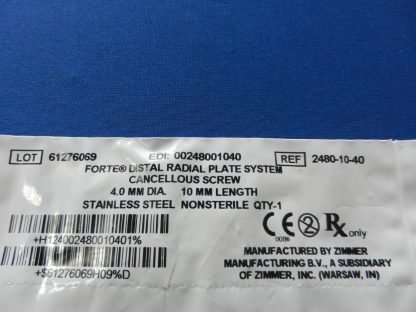 LOT 61276069 EDI: 00248001040 REF 2480-10-40
FORTE® DISTAL RADIAL PLATE SYSTEM
CANCELLOUS SCREW
4.0 MM DIA. 10 MM LENGTH
STAINLESS STEEL NONSTERILE QTY-1
+H124002480010401%
+$61276069H09%D
CE 0086 2 Rx only
MANUFACTURED BY ZIMMER
MANUFACTURING B.V., A SUBSIDIARY
OF ZIMMER, INC. (WARSAW, IN)